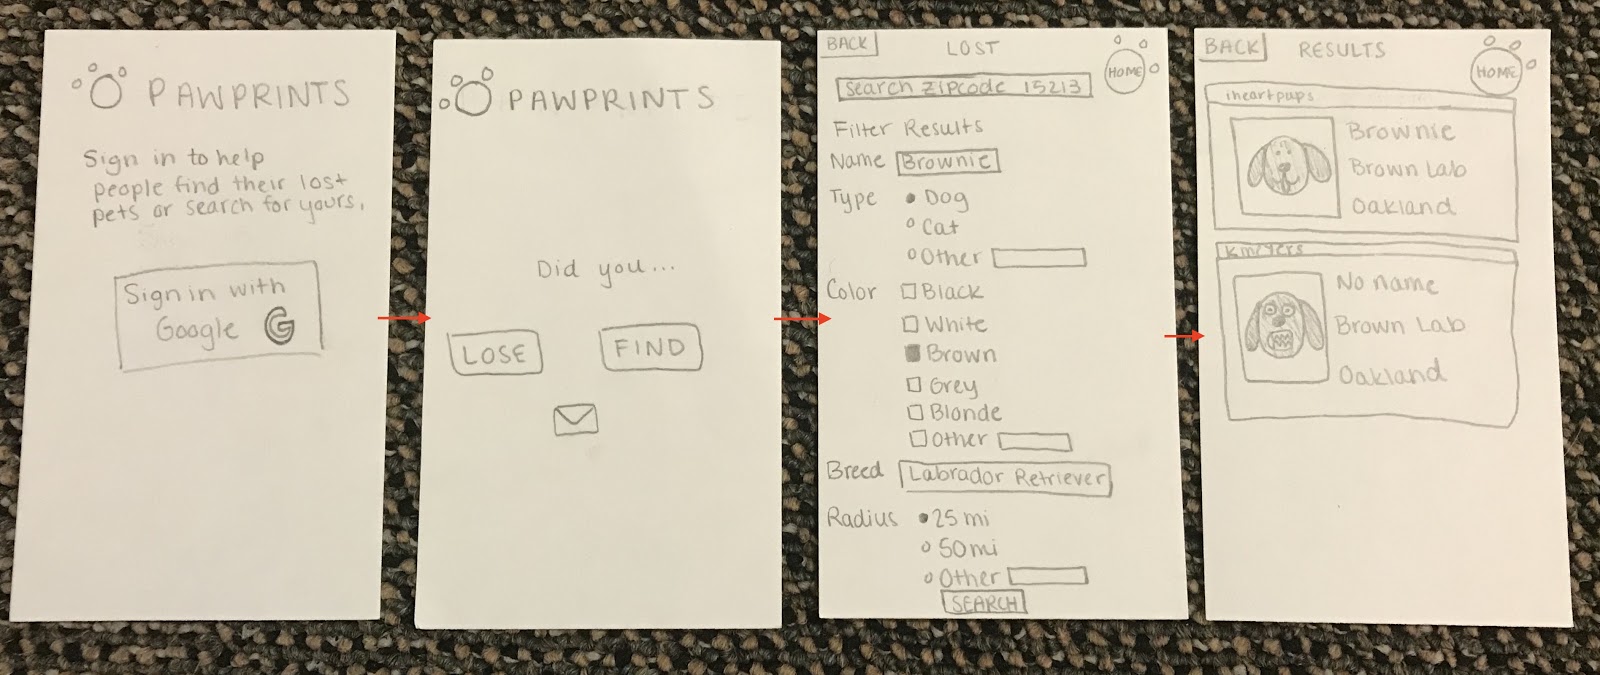 PAWPRINTS
Sign in to help
people find their lost
pets or search for yours.
Sign in with
Google G
PAWPRINTS
Did you...
LOSE
FIND
BACK
LOST
HOME
Search Zipcode 15213
Filter Results
Name Brownie
Type Dog
Cat
Other
Color Black
White
Brown
Grey
Blonde
Other
Breed Labrador Retriever
Radius 25 mi
50 mi
Other
SEARCH
BACK
RESULTS
HOME
iheartpups
Brownie
Brown Lab
Oakland
kmeyers
No name
Brown Lab
Oakland